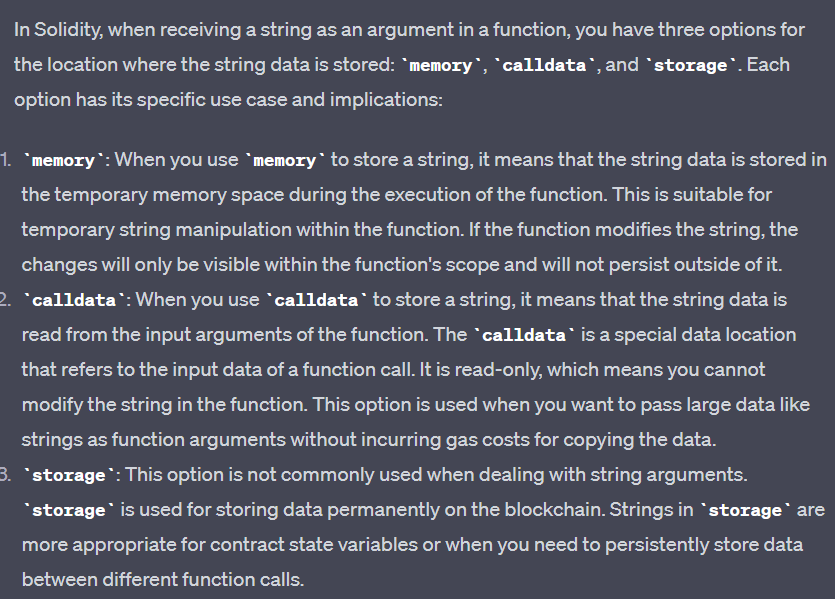 In Solidity, when receiving a string as an argument in a function, you have three options for
the location where the string data is stored: `memory`, `calldata`, and `storage`. Each
option has its specific use case and implications:
1. `memory`: When you use `memory` to store a string, it means that the string data is stored in
the temporary memory space during the execution of the function. This is suitable for
temporary string manipulation within the function. If the function modifies the string, the
changes will only be visible within the function's scope and will not persist outside of it.
2. `calldata`: When you use `calldata` to store a string, it means that the string data is
read from the input arguments of the function. The `calldata` is a special data location
that refers to the input data of a function call. It is read-only, which means you cannot
modify the string in the function. This option is used when you want to pass large data like
strings as function arguments without incurring gas costs for copying the data.
3. `storage`: This option is not commonly used when dealing with string arguments.
`storage` is used for storing data permanently on the blockchain. Strings in `storage` are
more appropriate for contract state variables or when you need to persistently store data
between different function calls.